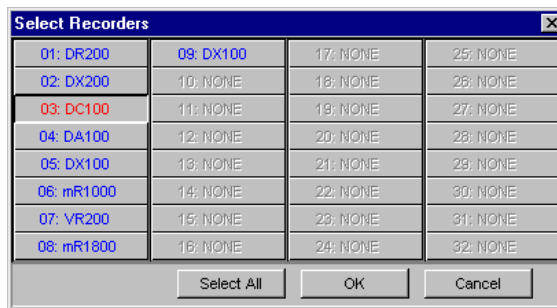 Select Recorders
01: DR200 09: DX100 17: NONE 25: NONE
02: DX200 10: NONE 18: NONE 26: NONE
03: DC100 11: NONE 19: NONE 27: NONE
04: DA100 12: NONE 20: NONE 28: NONE
05: DX100 13: NONE 21: NONE 29: NONE
06: mR1000 14: NONE 22: NONE 30: NONE
07: VR200 15: NONE 23: NONE 31: NONE
08: mR1800 16: NONE 24: NONE 32: NONE
Select All OK Cancel